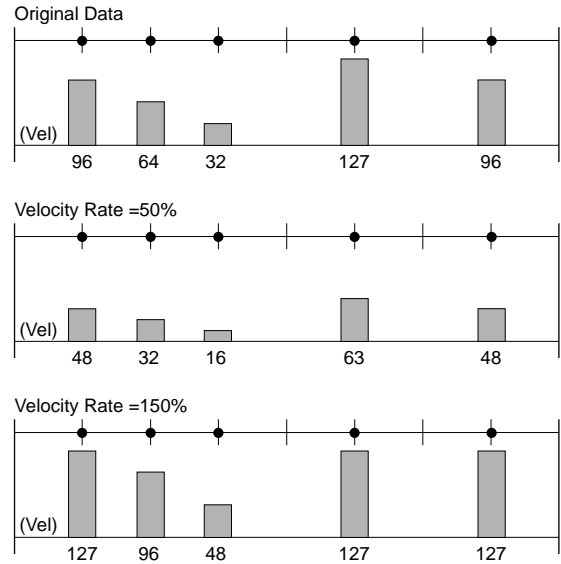 Original Data
(Vel)
96 64 32 127 96
Velocity Rate =50%
(Vel)
48 32 16 63 48
Velocity Rate =150%
(Vel)
127 96 48 127 127